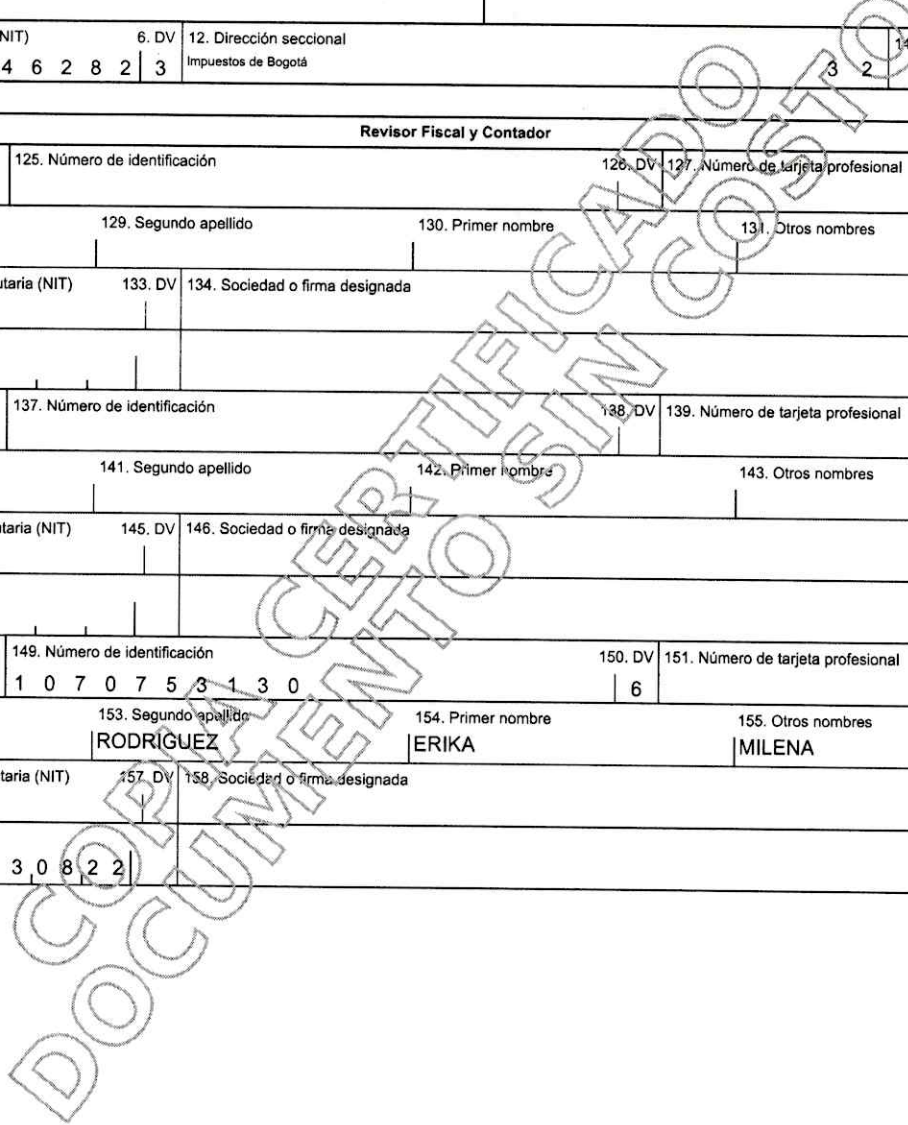 NIT) 6. DV 12. Dirección seccional 14
4 6 2 8 2 3 Impuestos de Bogotá 3 2
Revisor Fiscal y Contador
125. Número de identificación 126. DV 127. Número de tarjeta profesional
129. Segundo apellido 130. Primer nombre 131. Otros nombres
utaria (NIT) 133. DV 134. Sociedad o firma designada
137. Número de identificación 138. DV 139. Número de tarjeta profesional
141. Segundo apellido 142. Primer nombre 143. Otros nombres
utaria (NIT) 145. DV 146. Sociedad o firma designada
149. Número de identificación 150. DV 151. Número de tarjeta profesional
1 0 7 0 7 5 3 1 3 0 6
153. Segundo apellido 154. Primer nombre 155. Otros nombres
RODRIGUEZ ERIKA MILENA
taria (NIT) 157. DV 158. Sociedad o firma designada
3 0 8 2 2
COPIA CERTIFICADO
DOCUMENTO SIN COSTO